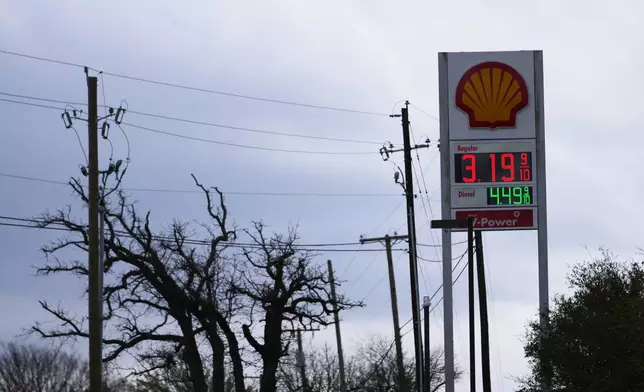 Regular
3.19 9/10
Diesel
4.49 9/10
V-Power